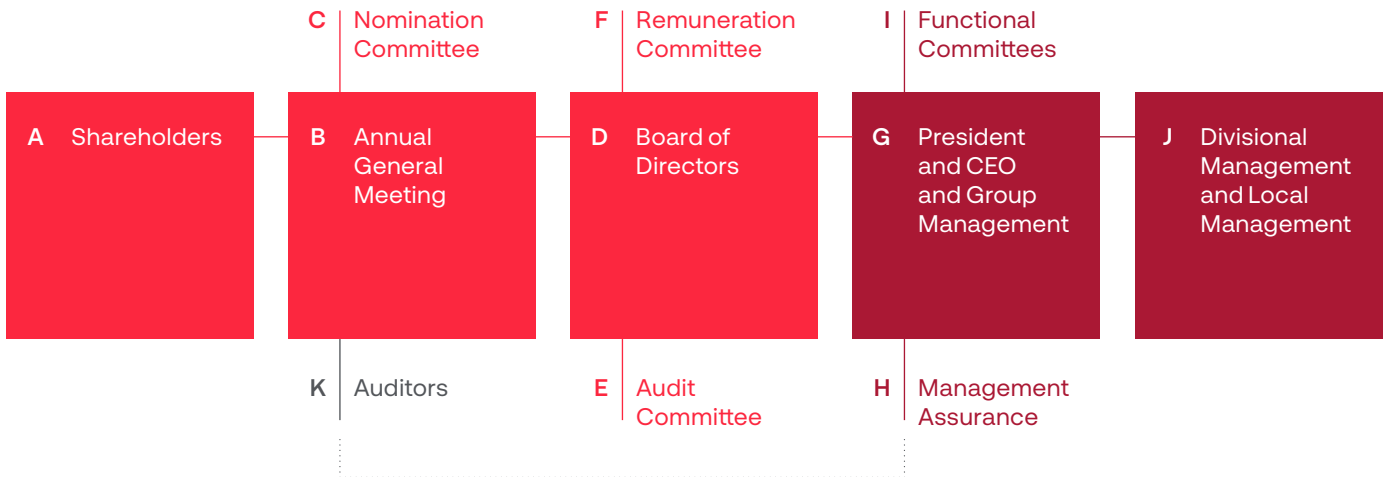 C Nomination
Committee
F Remuneration
Committee
I Functional
Committees
A Shareholders
B Annual
General
Meeting
D Board of
Directors
G President
and CEO
and Group
Management
J Divisional
Management
and Local
Management
K Auditors
E Audit
Committee
H Management
Assurance